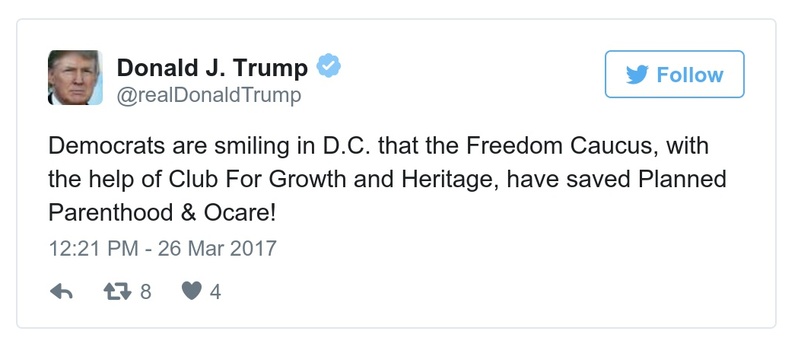 Donald J. Trump
@realDonaldTrump
Follow
Democrats are smiling in D.C. that the Freedom Caucus, with
the help of Club For Growth and Heritage, have saved Planned
Parenthood & Ocare!
12:21 PM - 26 Mar 2017
8
4